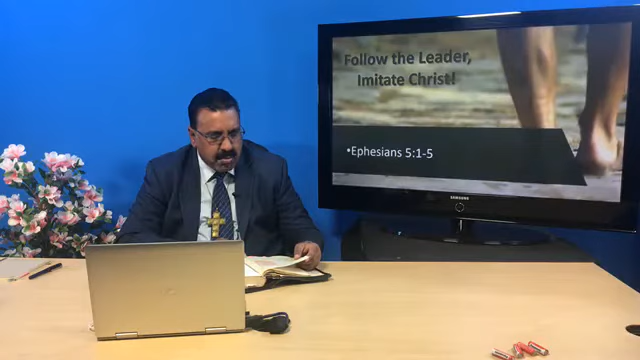 Follow the Leader,
Imitate Christ!
•Ephesians 5:1-5
SAMSUNG